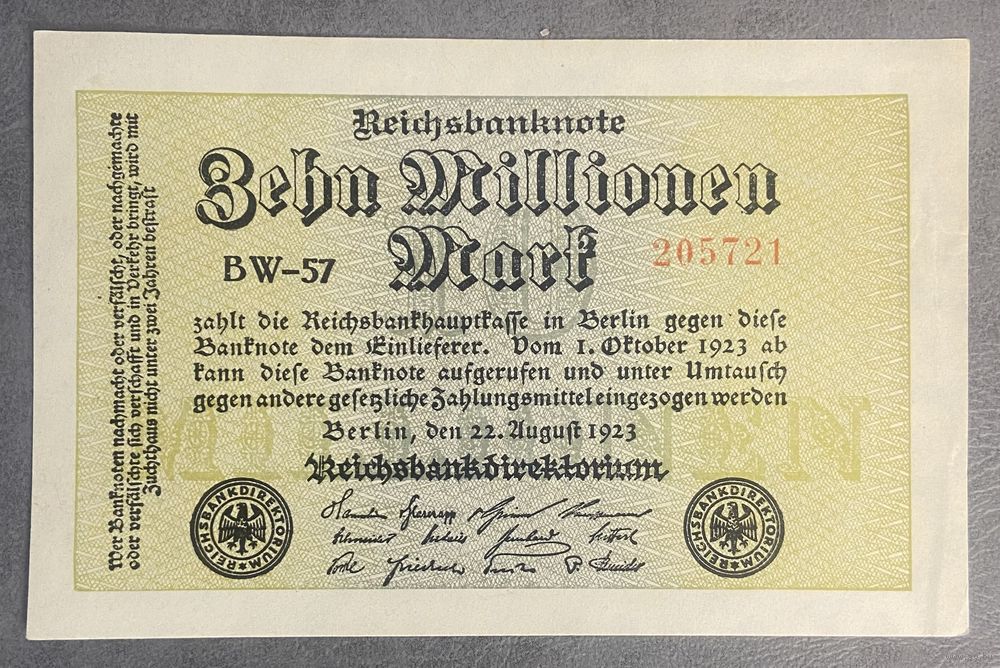 Reichsbanknote
Zehn Millionen
Mark
BW-57
205721
zahlt die Reichsbankhauptkasse in Berlin gegen diese
Banknote dem Einlieferer. Vom 1. Oktober 1923 ab
kann diese Banknote aufgerufen und unter Umtausch
gegen andere gesetzliche Zahlungsmittel eingezogen werden
Berlin, den 22. August 1923
Reichsbankdirektorium
REICHSBANKDIREKTORIUM
REICHSBANKDIREKTORIUM
Wer Banknoten nachmacht oder verfälscht, oder nachgemachte
oder verfälschte sich verschafft und in Verkehr bringt, wird mit
Zuchthaus nicht unter zwei Jahren bestraft